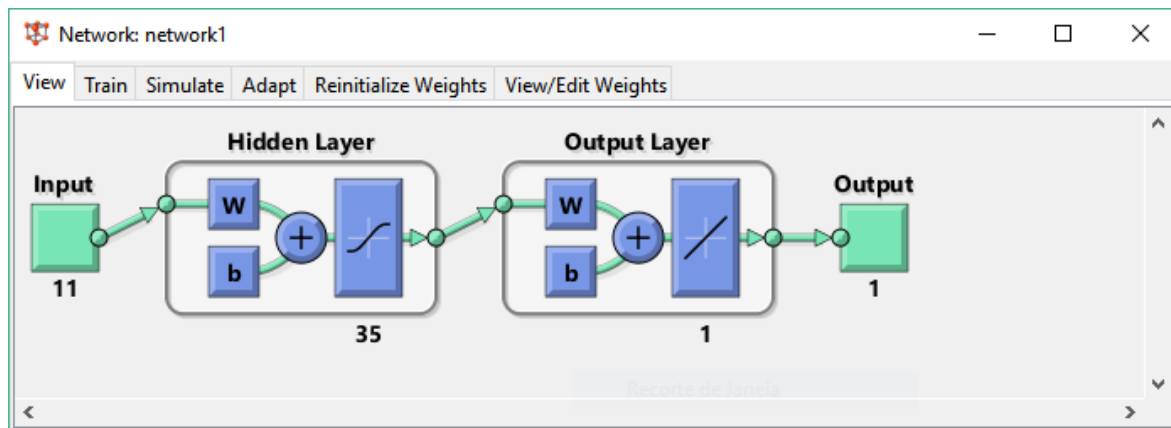 Network: network1
View Train Simulate Adapt Reinitialize Weights View/Edit Weights
Hidden Layer Output Layer
Input Output
W W
b b
11 1
35 1
Recorte de Janela